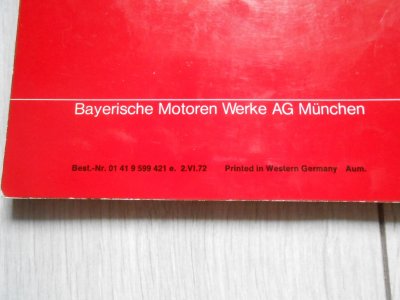 Bayerische Motoren Werke AG München
Best.-Nr. 01 41 9 599 421 e. 2.VI.72 Printed in Western Germany Aum.